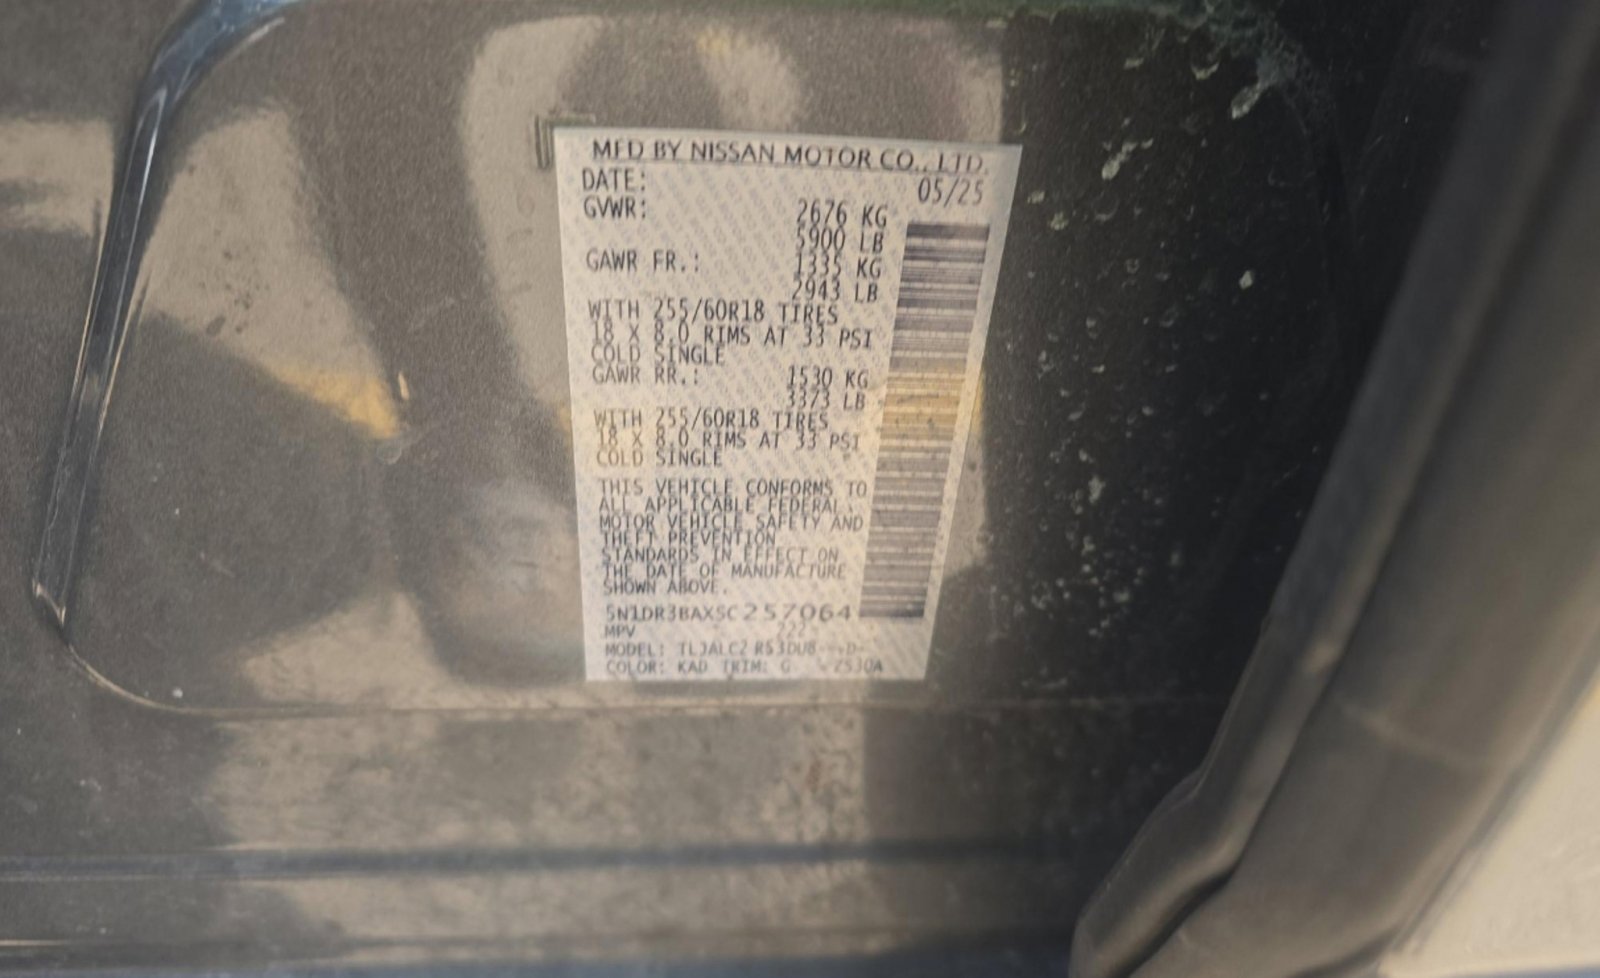 MFD BY NISSAN MOTOR CO., LTD.
DATE: 05/25
GVWR: 2676 KG
5900 LB
GAWR FR.: 1335 KG
2943 LB
WITH 255/60R18 TIRES
18 X 8.0 RIMS AT 33 PSI
COLD SINGLE
GAWR RR.: 1530 KG
3373 LB
WITH 255/60R18 TIRES
18 X 8.0 RIMS AT 33 PSI
COLD SINGLE
THIS VEHICLE CONFORMS TO
ALL APPLICABLE FEDERAL
MOTOR VEHICLE SAFETY AND
THEFT PREVENTION
STANDARDS IN EFFECT ON
THE DATE OF MANUFACTURE
SHOWN ABOVE.
5N1DR3BAXSC257064
MPV
MODEL:
COLOR: KAD TRIM: G